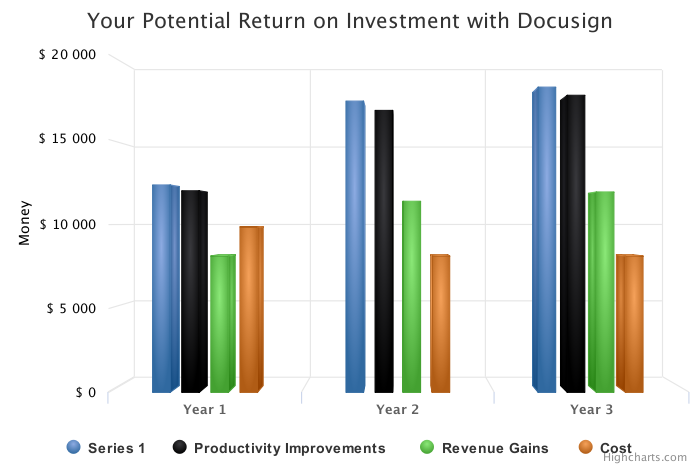 Your Potential Return on Investment with Docusign
$ 20 000
$ 15 000
$ 10 000
$ 5 000
$ 0
Money
Year 1
Year 2
Year 3
Series 1
Productivity Improvements
Revenue Gains
Cost
Highcharts.com